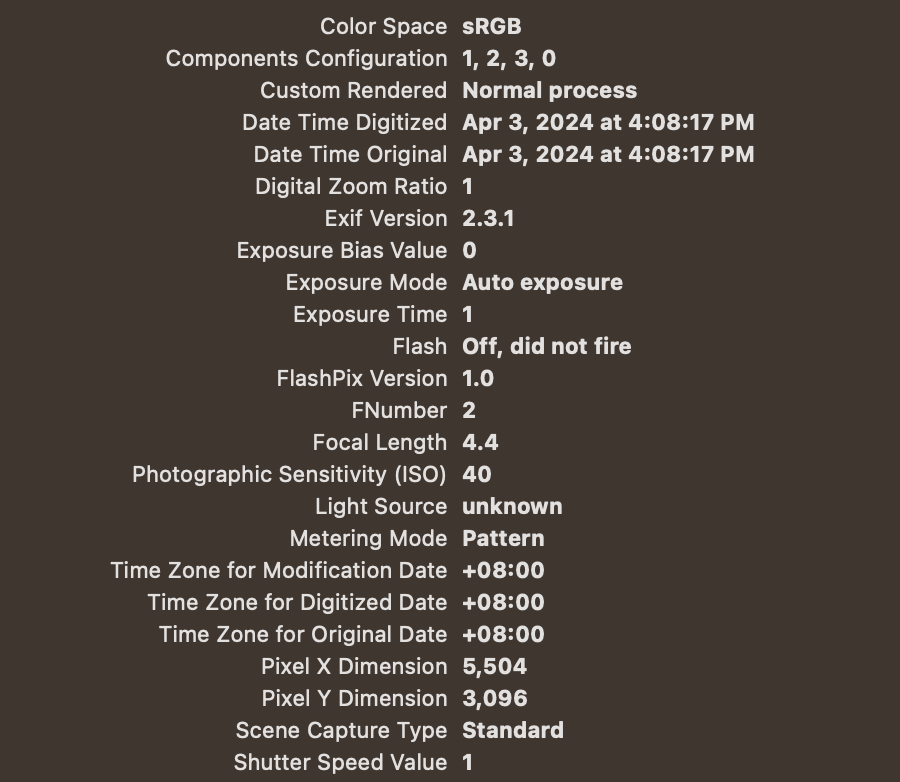 Color Space sRGB
Components Configuration 1, 2, 3, 0
Custom Rendered Normal process
Date Time Digitized Apr 3, 2024 at 4:08:17 PM
Date Time Original Apr 3, 2024 at 4:08:17 PM
Digital Zoom Ratio 1
Exif Version 2.3.1
Exposure Bias Value 0
Exposure Mode Auto exposure
Exposure Time 1
Flash Off, did not fire
FlashPix Version 1.0
FNumber 2
Focal Length 4.4
Photographic Sensitivity (ISO) 40
Light Source unknown
Metering Mode Pattern
Time Zone for Modification Date +08:00
Time Zone for Digitized Date +08:00
Time Zone for Original Date +08:00
Pixel X Dimension 5,504
Pixel Y Dimension 3,096
Scene Capture Type Standard
Shutter Speed Value 1